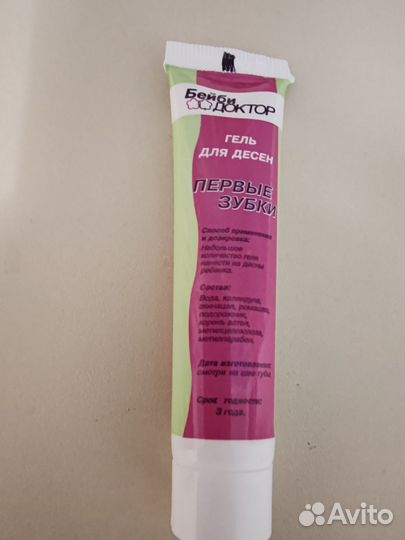 Бейби
ДОКТОР
ГЕЛЬ
ДЛЯ ДЕСЕН
ПЕРВЫЕ
ЗУБКИ
Способ применения
и дозировка:
Небольшое
количество геля
нанести на десны
ребенка.
Состав:
Вода, календула,
эхинацея, ромашка,
подорожник,
корень алтея,
метилцеллюлоза,
метилпарабен.
Дата изготовления:
смотри на шве тубы
Срок годности:
3 года.
Avito